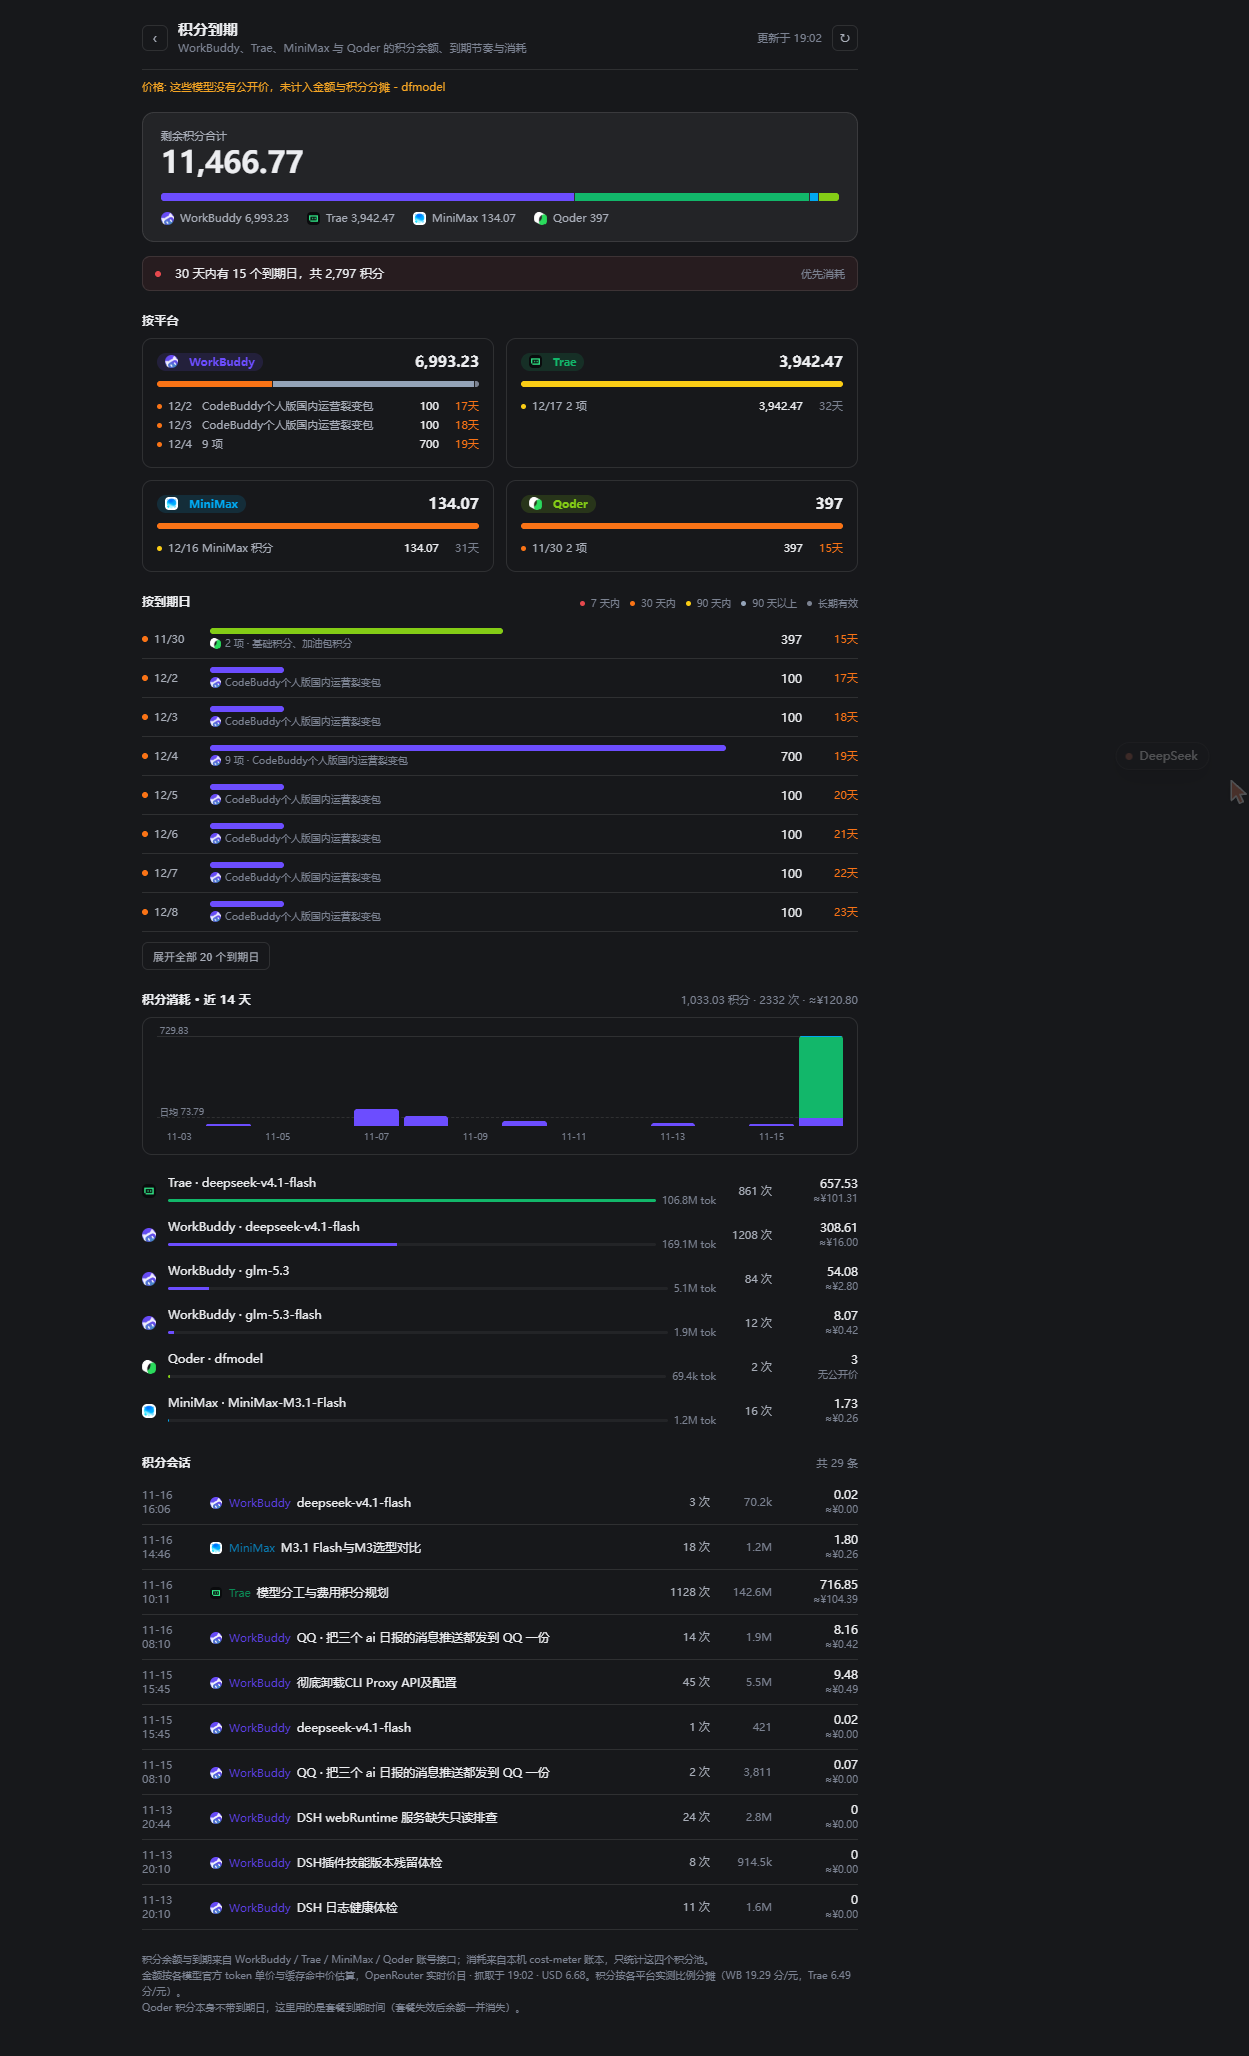 ‹
积分到期
WorkBuddy、Trae、MiniMax 与 Qoder 的积分余额、到期节奏与消耗
更新于 19:02 ↻
价格: 这些模型没有公开价，未计入金额与积分分摊 - dfmodel
剩余积分合计
11,466.77
WorkBuddy 6,993.23 Trae 3,942.47 MiniMax 134.07 Qoder 397
30 天内有 15 个到期日，共 2,797 积分 优先消耗
按平台
WorkBuddy 6,993.23
12/2 CodeBuddy个人版国内运营裂变包 100 17天
12/3 CodeBuddy个人版国内运营裂变包 100 18天
12/4 9 项 700 19天
Trae 3,942.47
12/17 2 项 3,942.47 32天
MiniMax 134.07
12/16 MiniMax 积分 134.07 31天
Qoder 397
11/30 2 项 397 15天
按到期日 7 天内 30 天内 90 天内 90 天以上 长期有效
11/30 2 项 · 基础积分、加油包积分 397 15天
12/2 CodeBuddy个人版国内运营裂变包 100 17天
12/3 CodeBuddy个人版国内运营裂变包 100 18天
12/4 9 项 · CodeBuddy个人版国内运营裂变包 700 19天
12/5 CodeBuddy个人版国内运营裂变包 100 20天
12/6 CodeBuddy个人版国内运营裂变包 100 21天
12/7 CodeBuddy个人版国内运营裂变包 100 22天
12/8 CodeBuddy个人版国内运营裂变包 100 23天
DeepSeek
展开全部 20 个到期日
积分消耗 · 近 14 天 1,033.03 积分 · 2332 次 · ≈¥120.80
729.83
日均 73.79
11-03 11-05 11-07 11-09 11-11 11-13 11-15
Trae · deepseek-v4.1-flash 106.8M tok 861 次 657.53 ≈¥101.31
WorkBuddy · deepseek-v4.1-flash 169.1M tok 1208 次 308.61 ≈¥16.00
WorkBuddy · glm-5.3 5.1M tok 84 次 54.08 ≈¥2.80
WorkBuddy · glm-5.3-flash 1.9M tok 12 次 8.07 ≈¥0.42
Qoder · dfmodel 69.4k tok 2 次 3 无公开价
MiniMax · MiniMax-M3.1-Flash 1.2M tok 16 次 1.73 ≈¥0.26
积分会话 共 29 条
11-16 16:06 WorkBuddy deepseek-v4.1-flash 3 次 70.2k 0.02 ≈¥0.00
11-16 14:46 MiniMax M3.1 Flash与M3选型对比 18 次 1.2M 1.80 ≈¥0.26
11-16 10:11 Trae 模型分工与费用积分规划 1128 次 142.6M 716.85 ≈¥104.39
11-16 08:10 WorkBuddy QQ · 把三个 ai 日报的消息推送都发到 QQ 一份 14 次 1.9M 8.16 ≈¥0.42
11-15 15:45 WorkBuddy 彻底卸载CLI Proxy API及配置 45 次 5.5M 9.48 ≈¥0.49
11-15 15:45 WorkBuddy deepseek-v4.1-flash 1 次 421 0.02 ≈¥0.00
11-15 08:10 WorkBuddy QQ · 把三个 ai 日报的消息推送都发到 QQ 一份 2 次 3,811 0.07 ≈¥0.00
11-13 20:44 WorkBuddy DSH webRuntime 服务缺失只读排查 24 次 2.8M 0 ≈¥0.00
11-13 20:10 WorkBuddy DSH插件技能版本残留体检 8 次 914.5k 0 ≈¥0.00
11-13 20:10 WorkBuddy DSH 日志健康体检 11 次 1.6M 0 ≈¥0.00
积分余额与到期来自 WorkBuddy / Trae / MiniMax / Qoder 账号接口；消耗来自本机 cost-meter 账本，只统计这四个积分池。
金额按各模型官方 token 单价与缓存命中价估算，OpenRouter 实时价目 · 抓取于 19:02 · USD 6.68。积分按各平台实测比例分摊（WB 19.29 分/元，Trae 6.49
分/元）。
Qoder 积分本身不带到期日，这里用的是套餐到期时间（套餐失效后余额一并消失）。